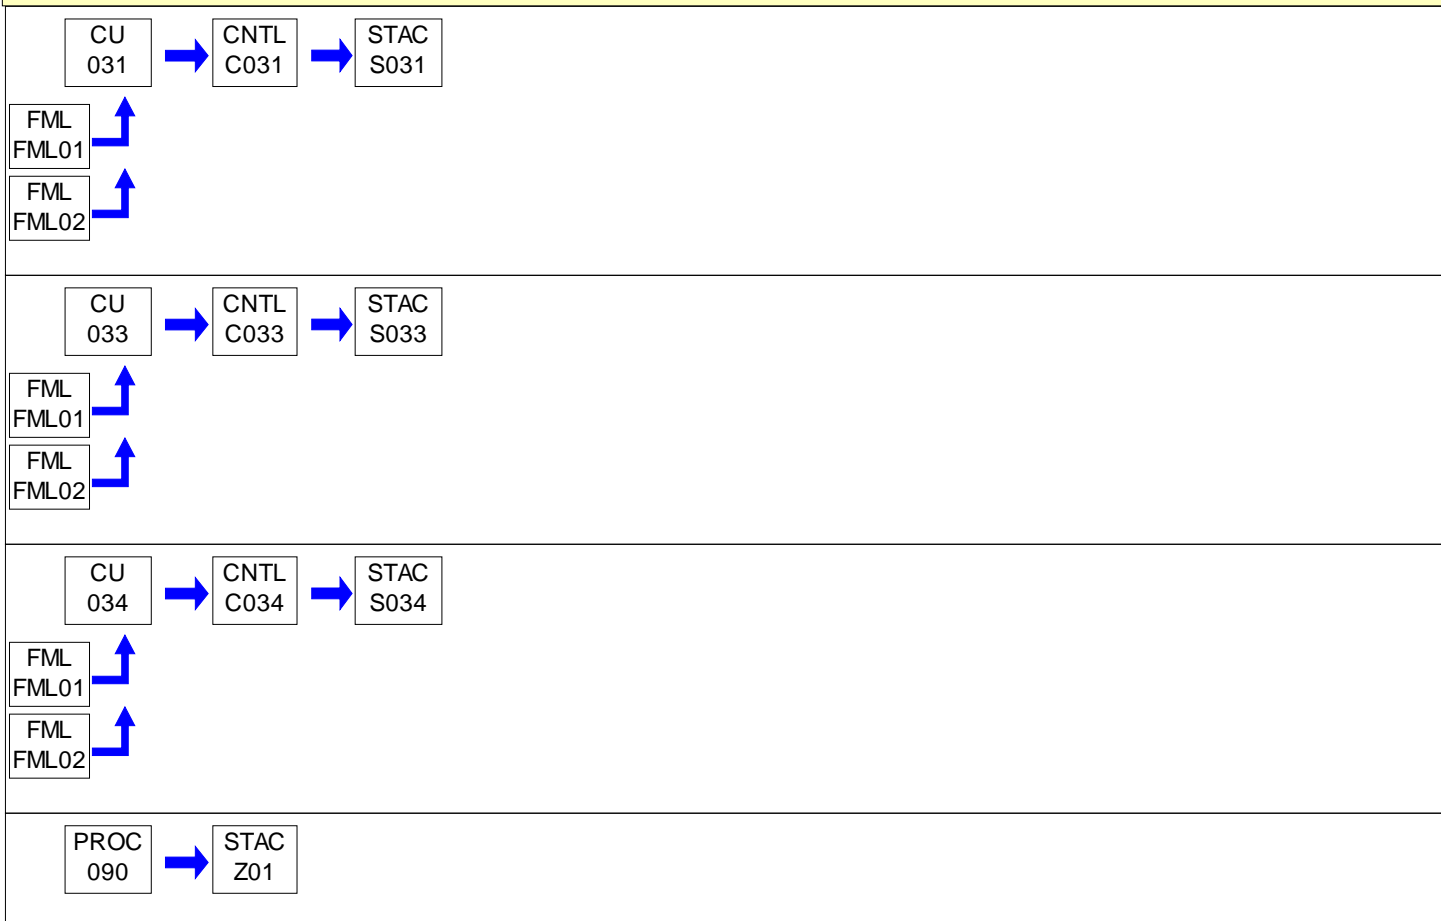 CU
031
CNTL
C031
STAC
S031
FML
FML01
FML
FML02
CU
033
CNTL
C033
STAC
S033
FML
FML01
FML
FML02
CU
034
CNTL
C034
STAC
S034
FML
FML01
FML
FML02
PROC
090
STAC
Z01